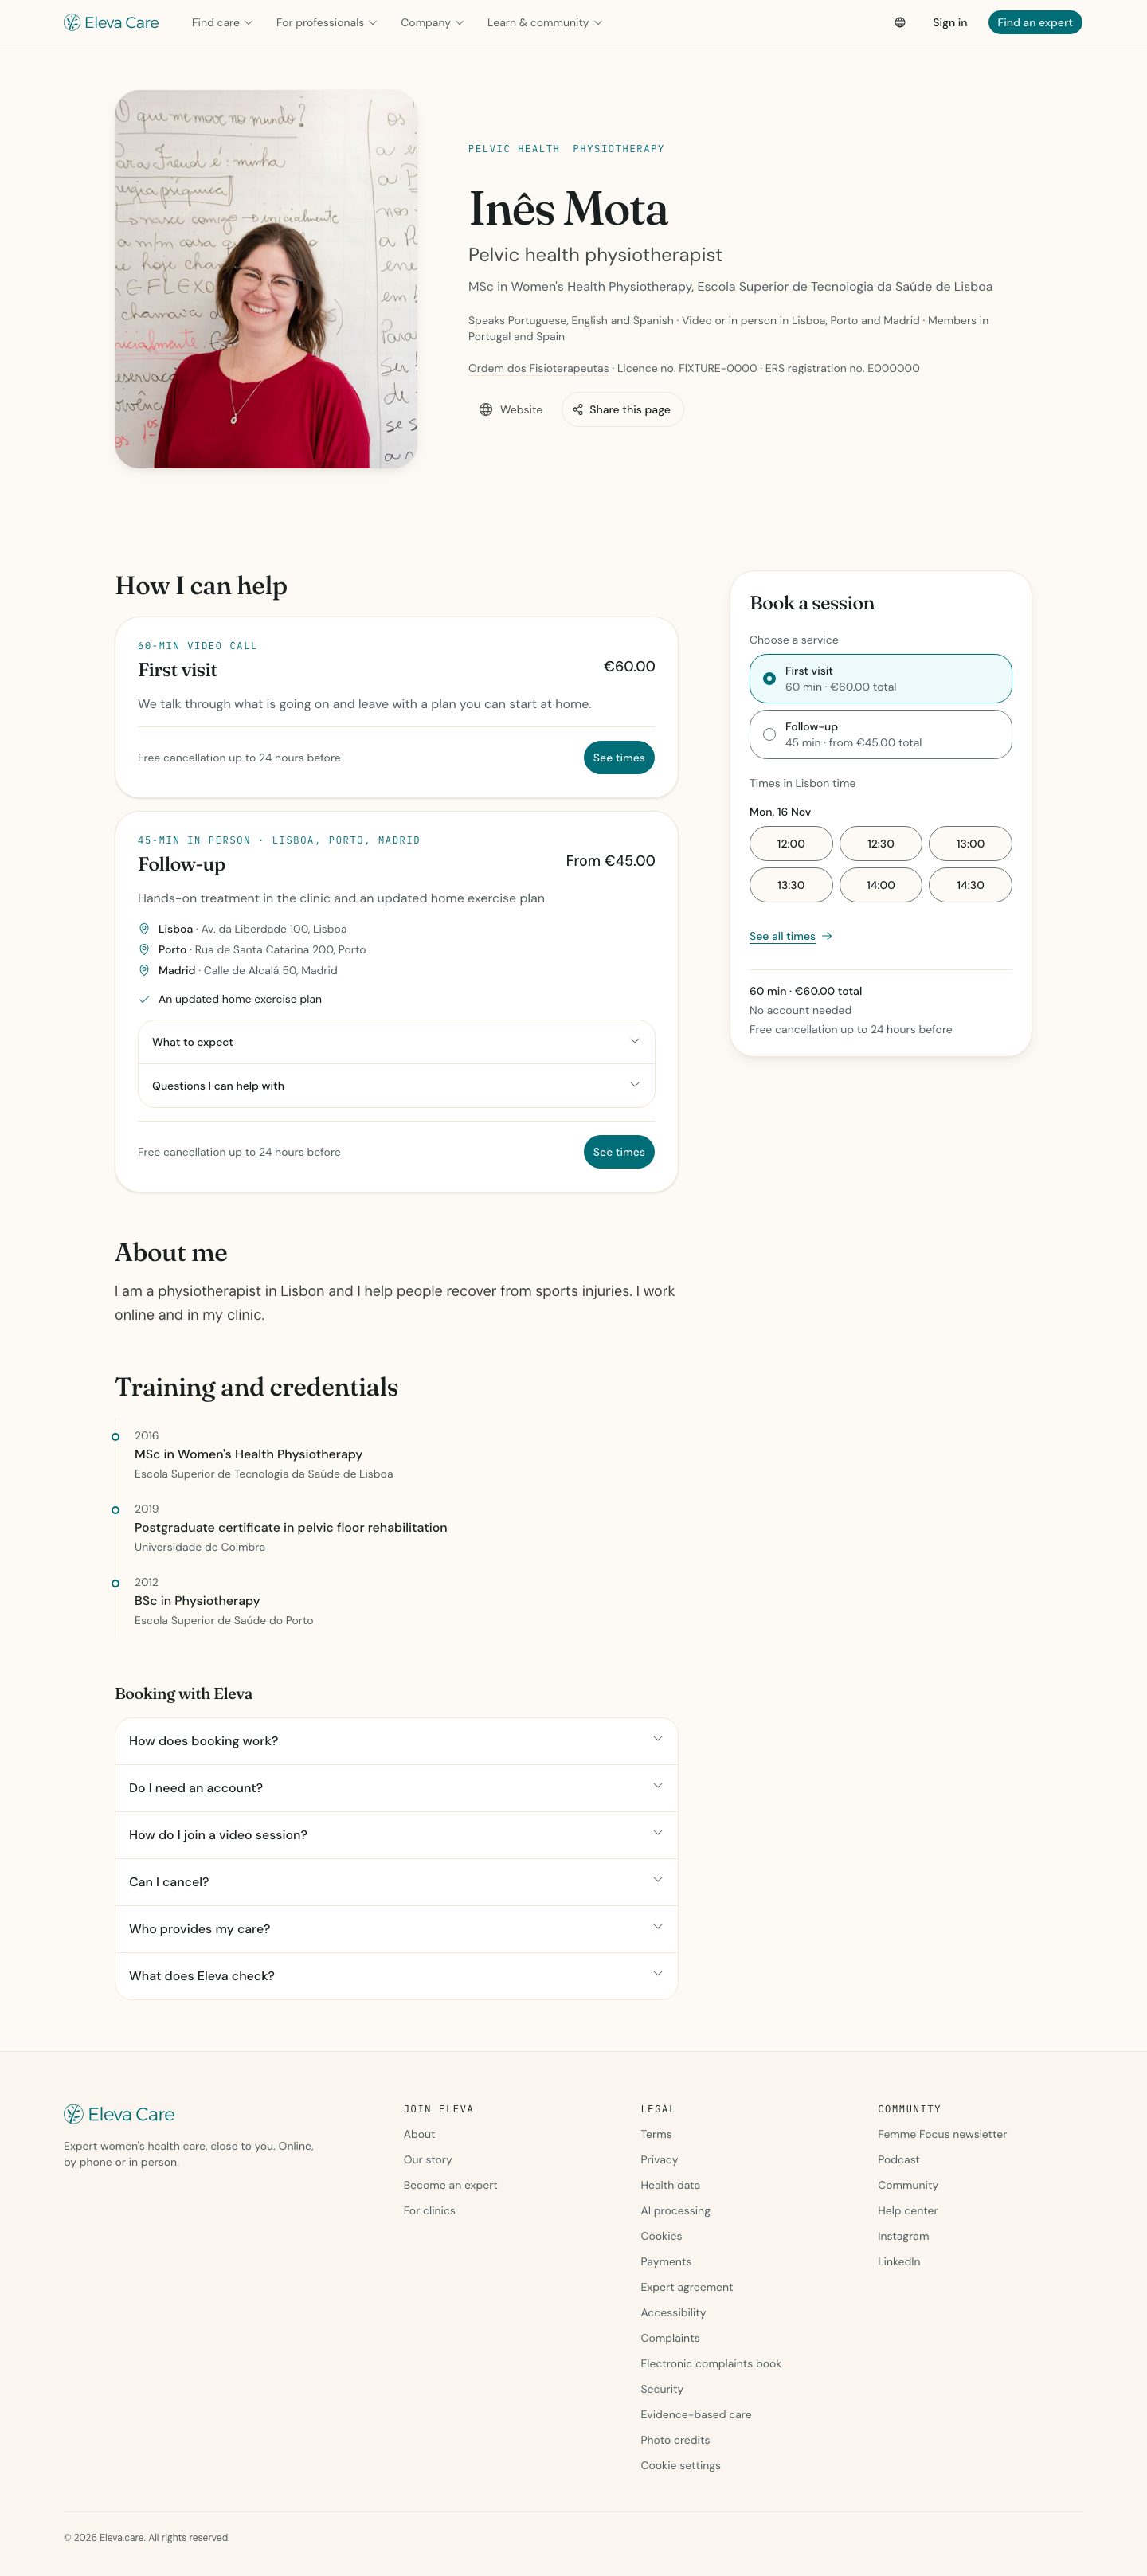 Eleva Care
Find care
For professionals
Company
Learn & community
Sign in
Find an expert
O que me move no mundo?
os
para Freud é: minha
energia psíquica
nasce comigo → inicialmente
a m/m coisa
hoje
FLEXO
chamava
inicialmente
PELVIC HEALTH PHYSIOTHERAPY
Inês Mota
Pelvic health physiotherapist
MSc in Women's Health Physiotherapy, Escola Superior de Tecnologia da Saúde de Lisboa
Speaks Portuguese, English and Spanish · Video or in person in Lisboa, Porto and Madrid · Members in
Portugal and Spain
Ordem dos Fisioterapeutas · Licence no. FIXTURE-0000 · ERS registration no. E000000
Website
Share this page
How I can help
60-MIN VIDEO CALL
First visit
€60.00
We talk through what is going on and leave with a plan you can start at home.
Free cancellation up to 24 hours before
See times
45-MIN IN PERSON · LISBOA, PORTO, MADRID
Follow-up
From €45.00
Hands-on treatment in the clinic and an updated home exercise plan.
Lisboa · Av. da Liberdade 100, Lisboa
Porto · Rua de Santa Catarina 200, Porto
Madrid · Calle de Alcalá 50, Madrid
An updated home exercise plan
What to expect
Questions I can help with
Free cancellation up to 24 hours before
See times
Book a session
Choose a service
First visit
60 min · €60.00 total
Follow-up
45 min · from €45.00 total
Times in Lisbon time
Mon, 16 Nov
12:00
12:30
13:00
13:30
14:00
14:30
See all times
60 min · €60.00 total
No account needed
Free cancellation up to 24 hours before
About me
I am a physiotherapist in Lisbon and I help people recover from sports injuries. I work
online and in my clinic.
Training and credentials
2016
MSc in Women's Health Physiotherapy
Escola Superior de Tecnologia da Saúde de Lisboa
2019
Postgraduate certificate in pelvic floor rehabilitation
Universidade de Coimbra
2012
BSc in Physiotherapy
Escola Superior de Saúde do Porto
Booking with Eleva
How does booking work?
Do I need an account?
How do I join a video session?
Can I cancel?
Who provides my care?
What does Eleva check?
Eleva Care
Expert women's health care, close to you. Online,
by phone or in person.
JOIN ELEVA
About
Our story
Become an expert
For clinics
LEGAL
Terms
Privacy
Health data
AI processing
Cookies
Payments
Expert agreement
Accessibility
Complaints
Electronic complaints book
Security
Evidence-based care
Photo credits
Cookie settings
COMMUNITY
Femme Focus newsletter
Podcast
Community
Help center
Instagram
LinkedIn
© 2026 Eleva.care. All rights reserved.